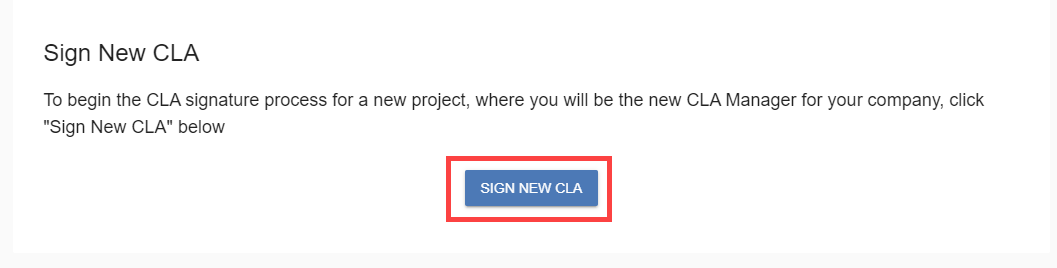 Sign New CLA
To begin the CLA signature process for a new project, where you will be the new CLA Manager for your company, click
"Sign New CLA" below
SIGN NEW CLA